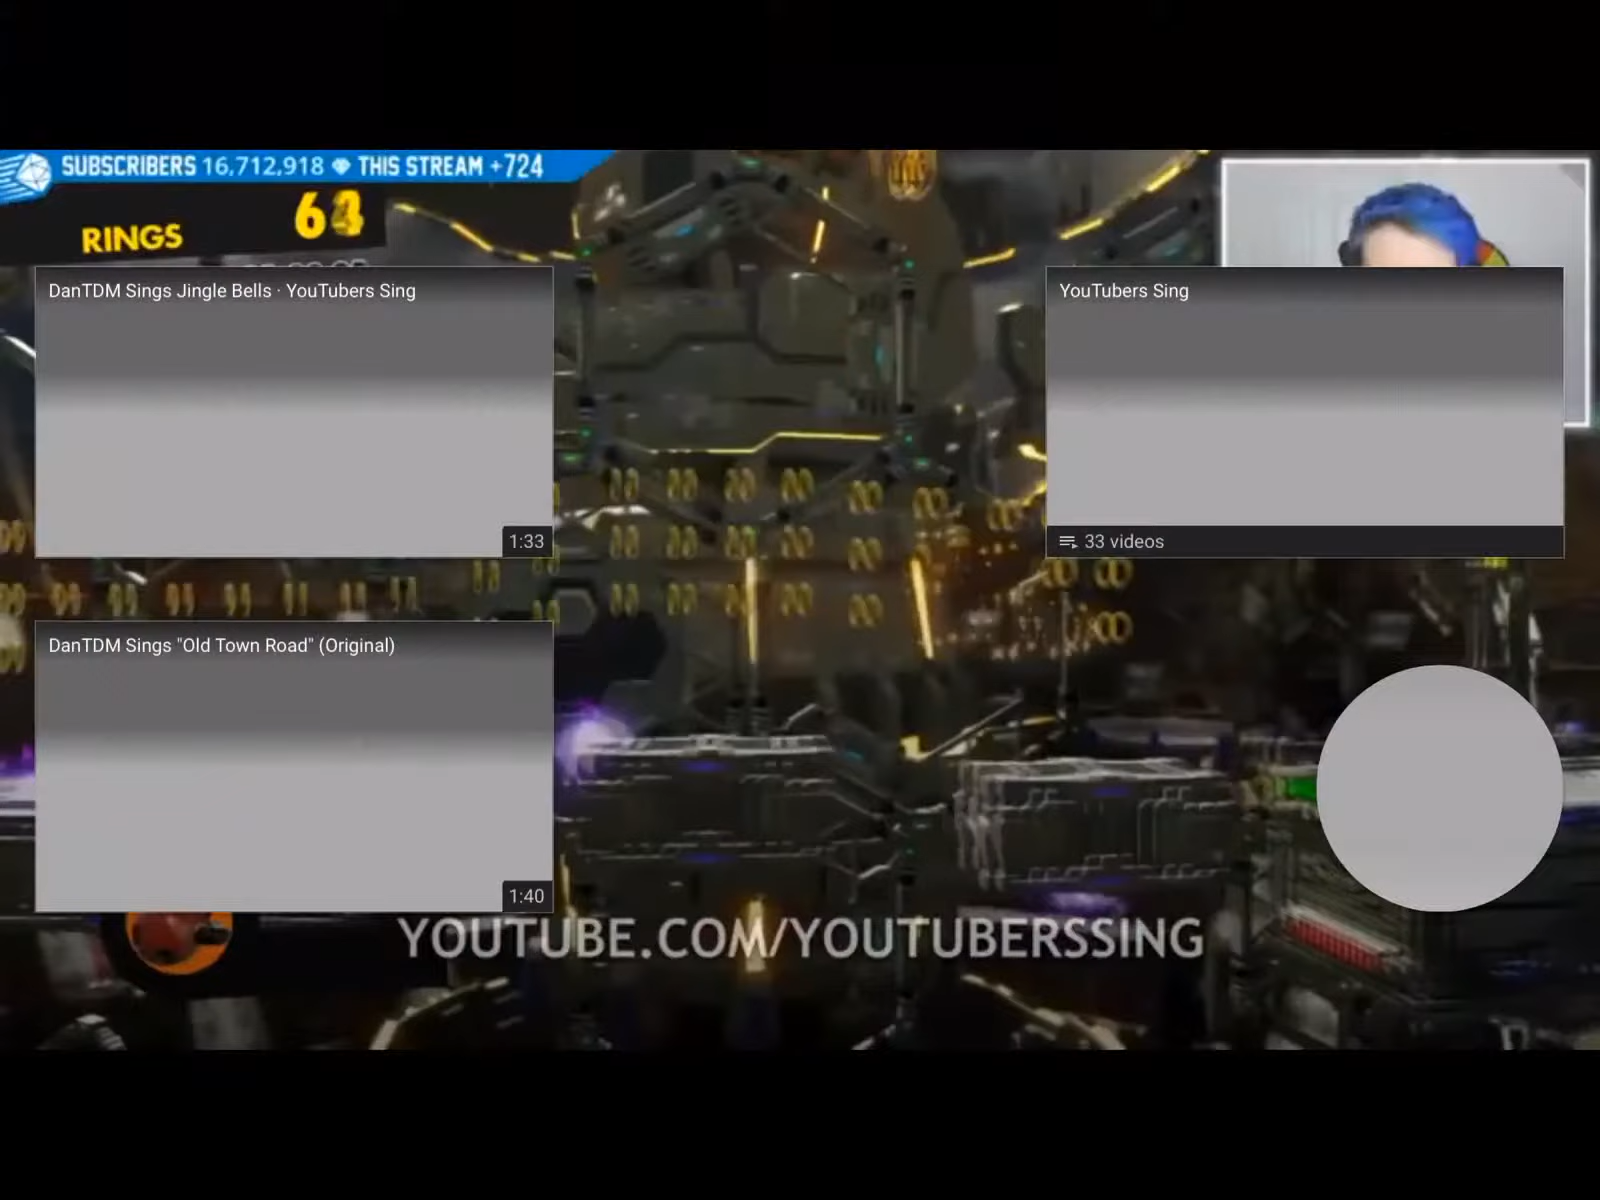 SUBSCRIBERS 16,712,918 THIS STREAM +724
RINGS
DanTDM Sings Jingle Bells · YouTubers Sing
1:33
YouTubers Sing
33 videos
DanTDM Sings "Old Town Road" (Original)
1:40
YOUTUBE.COM/YOUTUBERSSING